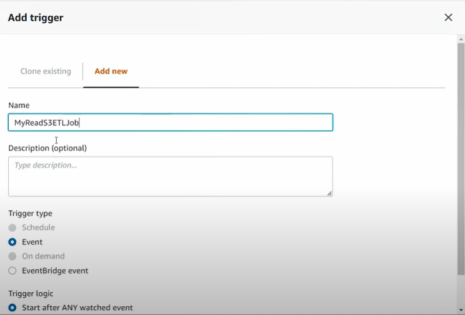 Add trigger
Clone existing
Add new
Name
MyReadS3ETLJob
Description (optional)
Type description...
Trigger type
Schedule
Event
On demand
EventBridge event
Trigger logic
Start after ANY watched event